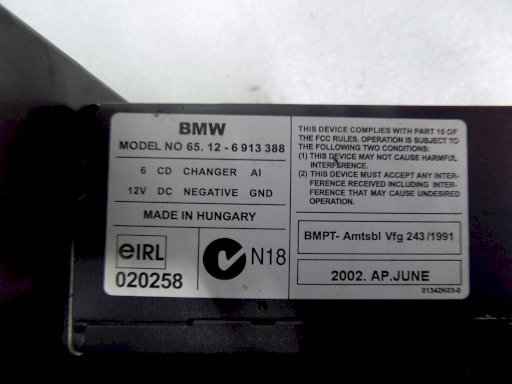 BMW
MODEL NO 65. 12 - 6 913 388
6 CD CHANGER AI
12V DC NEGATIVE GND
MADE IN HUNGARY
eIRL
020258
N18
THIS DEVICE COMPLIES WITH PART 15 OF
THE FCC RULES. OPERATION IS SUBJECT TO
THE FOLLOWING TWO CONDITIONS:
(1) THIS DEVICE MAY NOT CAUSE HARMFUL
INTERFERENCE.
(2) THIS DEVICE MUST ACCEPT ANY INTER-
FERENCE RECEIVED INCLUDING INTER-
FERENCE THAT MAY CAUSE UNDESIRED
OPERATION.
BMPT- Amtsbl Vfg 243/1991
2002. AP.JUNE
01342K03-0